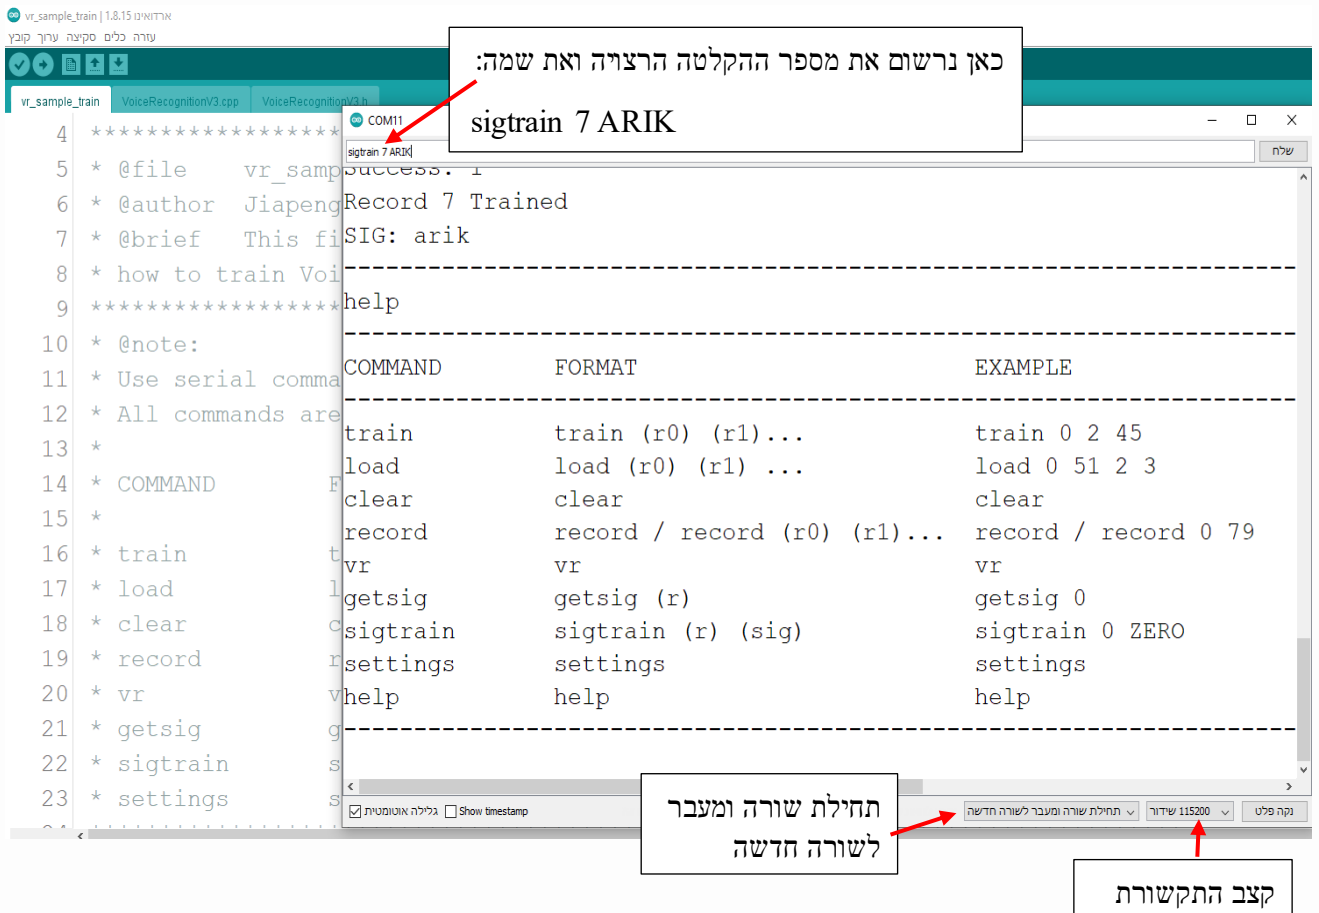 vr_sample_train | 1.8.15 ארדואינו
קובץ עריכה סקיצה כלים עזרה
כאן נרשום את מספר ההקלטה הרצויה ואת שמה:
sigtrain 7 ARIK
vr_sample_train VoiceRecognitionV3.cpp VoiceRecognitionV3.h
COM11
sigtrain 7 ARIK
שלח
4 ******************
5 * @file vr_samp
6 * @author Jiapeng
7 * @brief This fi
8 * how to train Voi
9 ******************
10 * @note:
11 * Use serial comma
12 * All commands are
13 *
14 * COMMAND F
15 *
16 * train t
17 * load l
18 * clear c
19 * record r
20 * vr v
21 * getsig g
22 * sigtrain s
23 * settings s
Success: 1
Record 7 Trained
SIG: arik
--------------------------------------------------------------------
help
--------------------------------------------------------------------
COMMAND FORMAT EXAMPLE
--------------------------------------------------------------------
train train (r0) (r1)... train 0 2 45
load load (r0) (r1) ... load 0 51 2 3
clear clear clear
record record / record (r0) (r1)... record / record 0 79
vr vr vr
getsig getsig (r) getsig 0
sigtrain sigtrain (r) (sig) sigtrain 0 ZERO
settings settings settings
help help help
--------------------------------------------------------------------
גלילה אוטומטית Show timestamp
תחילת שורה ומעבר לשורה חדשה
115200 שידור
נקה פלט
תחילת שורה ומעבר
לשורה חדשה
קצב התקשורת